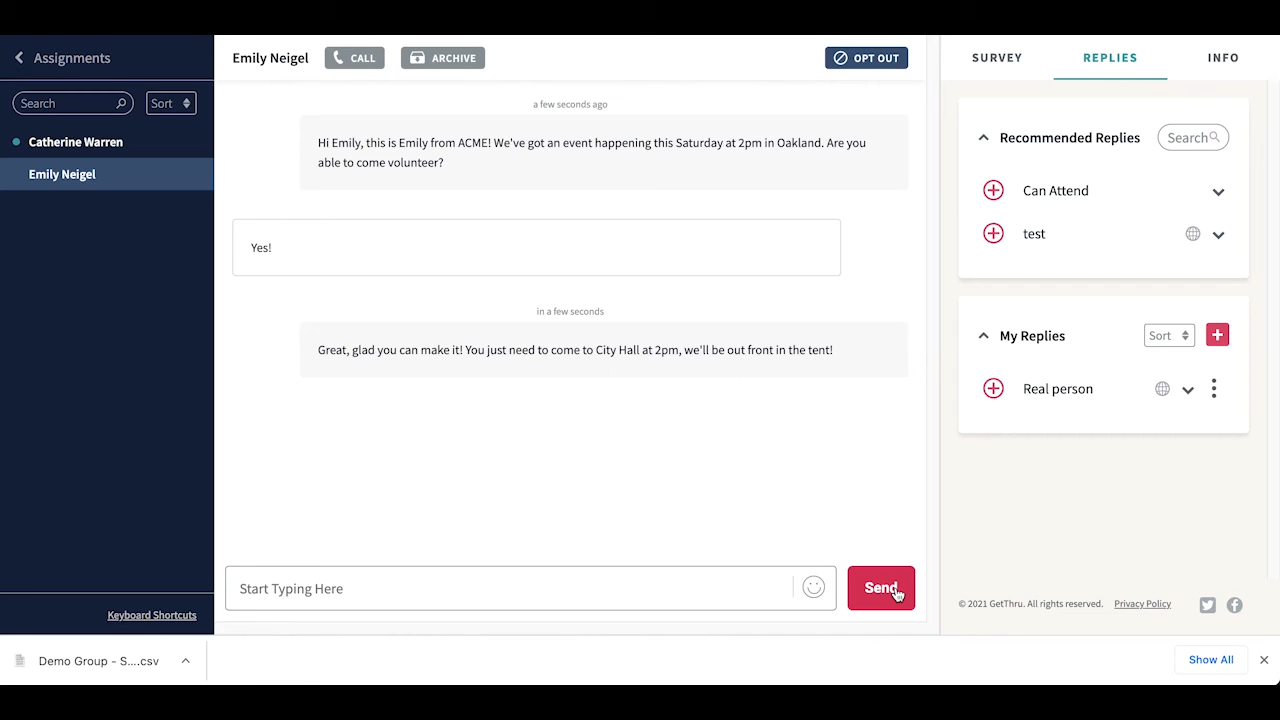 Assignments
Search
Sort
Catherine Warren
Emily Neigel
Keyboard Shortcuts
Emily Neigel
CALL
ARCHIVE
OPT OUT
a few seconds ago
Hi Emily, this is Emily from ACME! We've got an event happening this Saturday at 2pm in Oakland. Are you
able to come volunteer?
Yes!
in a few seconds
Great, glad you can make it! You just need to come to City Hall at 2pm, we'll be out front in the tent!
Start Typing Here
Send
SURVEY
REPLIES
INFO
Recommended Replies
Search
Can Attend
test
My Replies
Sort
Real person
© 2021 GetThru. All rights reserved.
Privacy Policy
Demo Group - S....csv
Show All